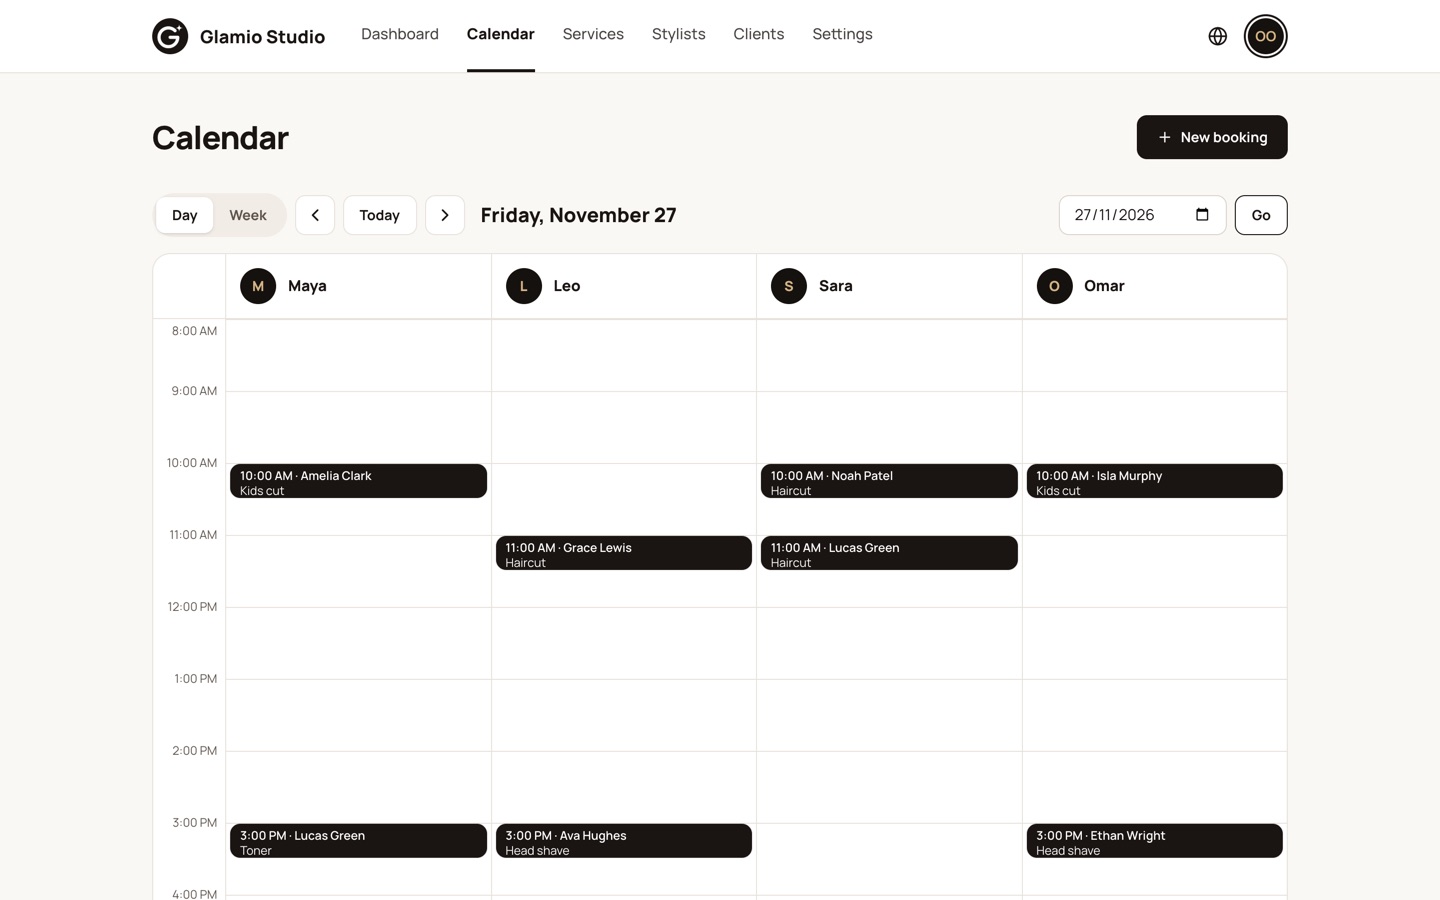 Glamio Studio
Dashboard
Calendar
Services
Stylists
Clients
Settings
OO
Calendar
+ New booking
Day
Week
Today
Friday, November 27
27/11/2026
Go
M Maya
L Leo
S Sara
O Omar
8:00 AM
9:00 AM
10:00 AM
10:00 AM · Amelia Clark
Kids cut
10:00 AM · Noah Patel
Haircut
10:00 AM · Isla Murphy
Kids cut
11:00 AM
11:00 AM · Grace Lewis
Haircut
11:00 AM · Lucas Green
Haircut
12:00 PM
1:00 PM
2:00 PM
3:00 PM
3:00 PM · Lucas Green
Toner
3:00 PM · Ava Hughes
Head shave
3:00 PM · Ethan Wright
Head shave
4:00 PM